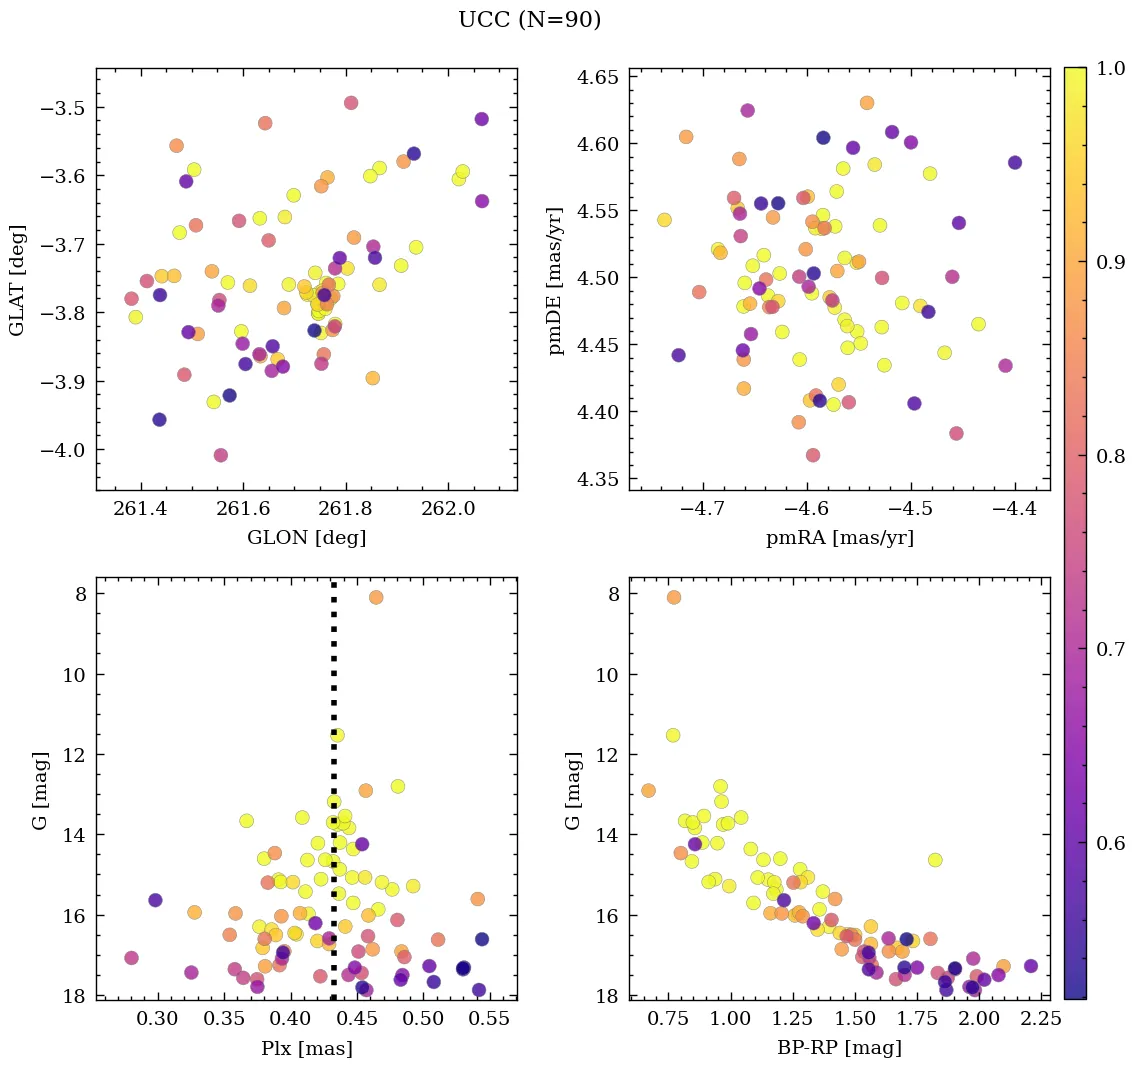 UCC (N=90)
−3.5
−3.6
−3.7
−3.8
−3.9
−4.0
GLAT [deg]
261.4 261.6 261.8 262.0
GLON [deg]
4.65
4.60
4.55
4.50
4.45
4.40
4.35
pmDE [mas/yr]
−4.7 −4.6 −4.5 −4.4
pmRA [mas/yr]
1.0
0.9
0.8
0.7
0.6
8
10
12
14
16
18
G [mag]
0.30 0.35 0.40 0.45 0.50 0.55
Plx [mas]
8
10
12
14
16
18
G [mag]
0.75 1.00 1.25 1.50 1.75 2.00 2.25
BP-RP [mag]